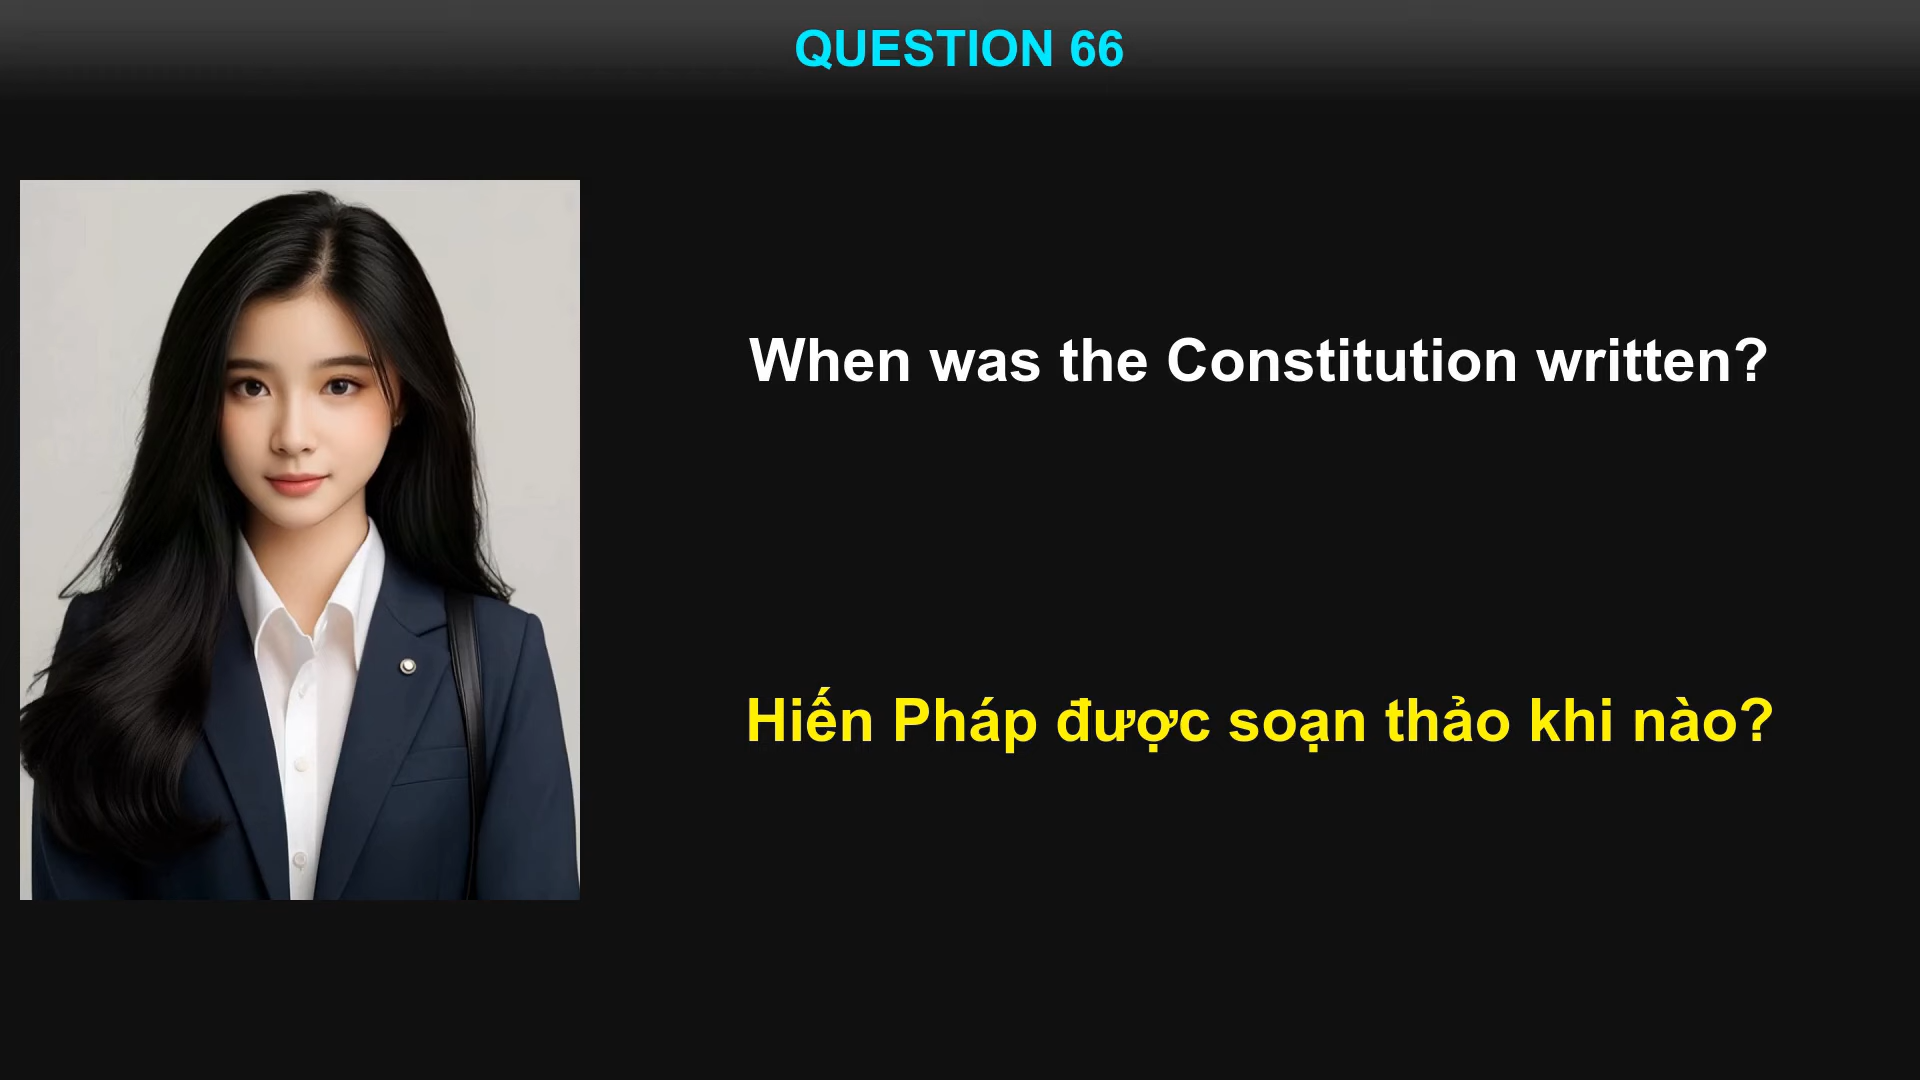 QUESTION 66
When was the Constitution written?
Hiến Pháp được soạn thảo khi nào?